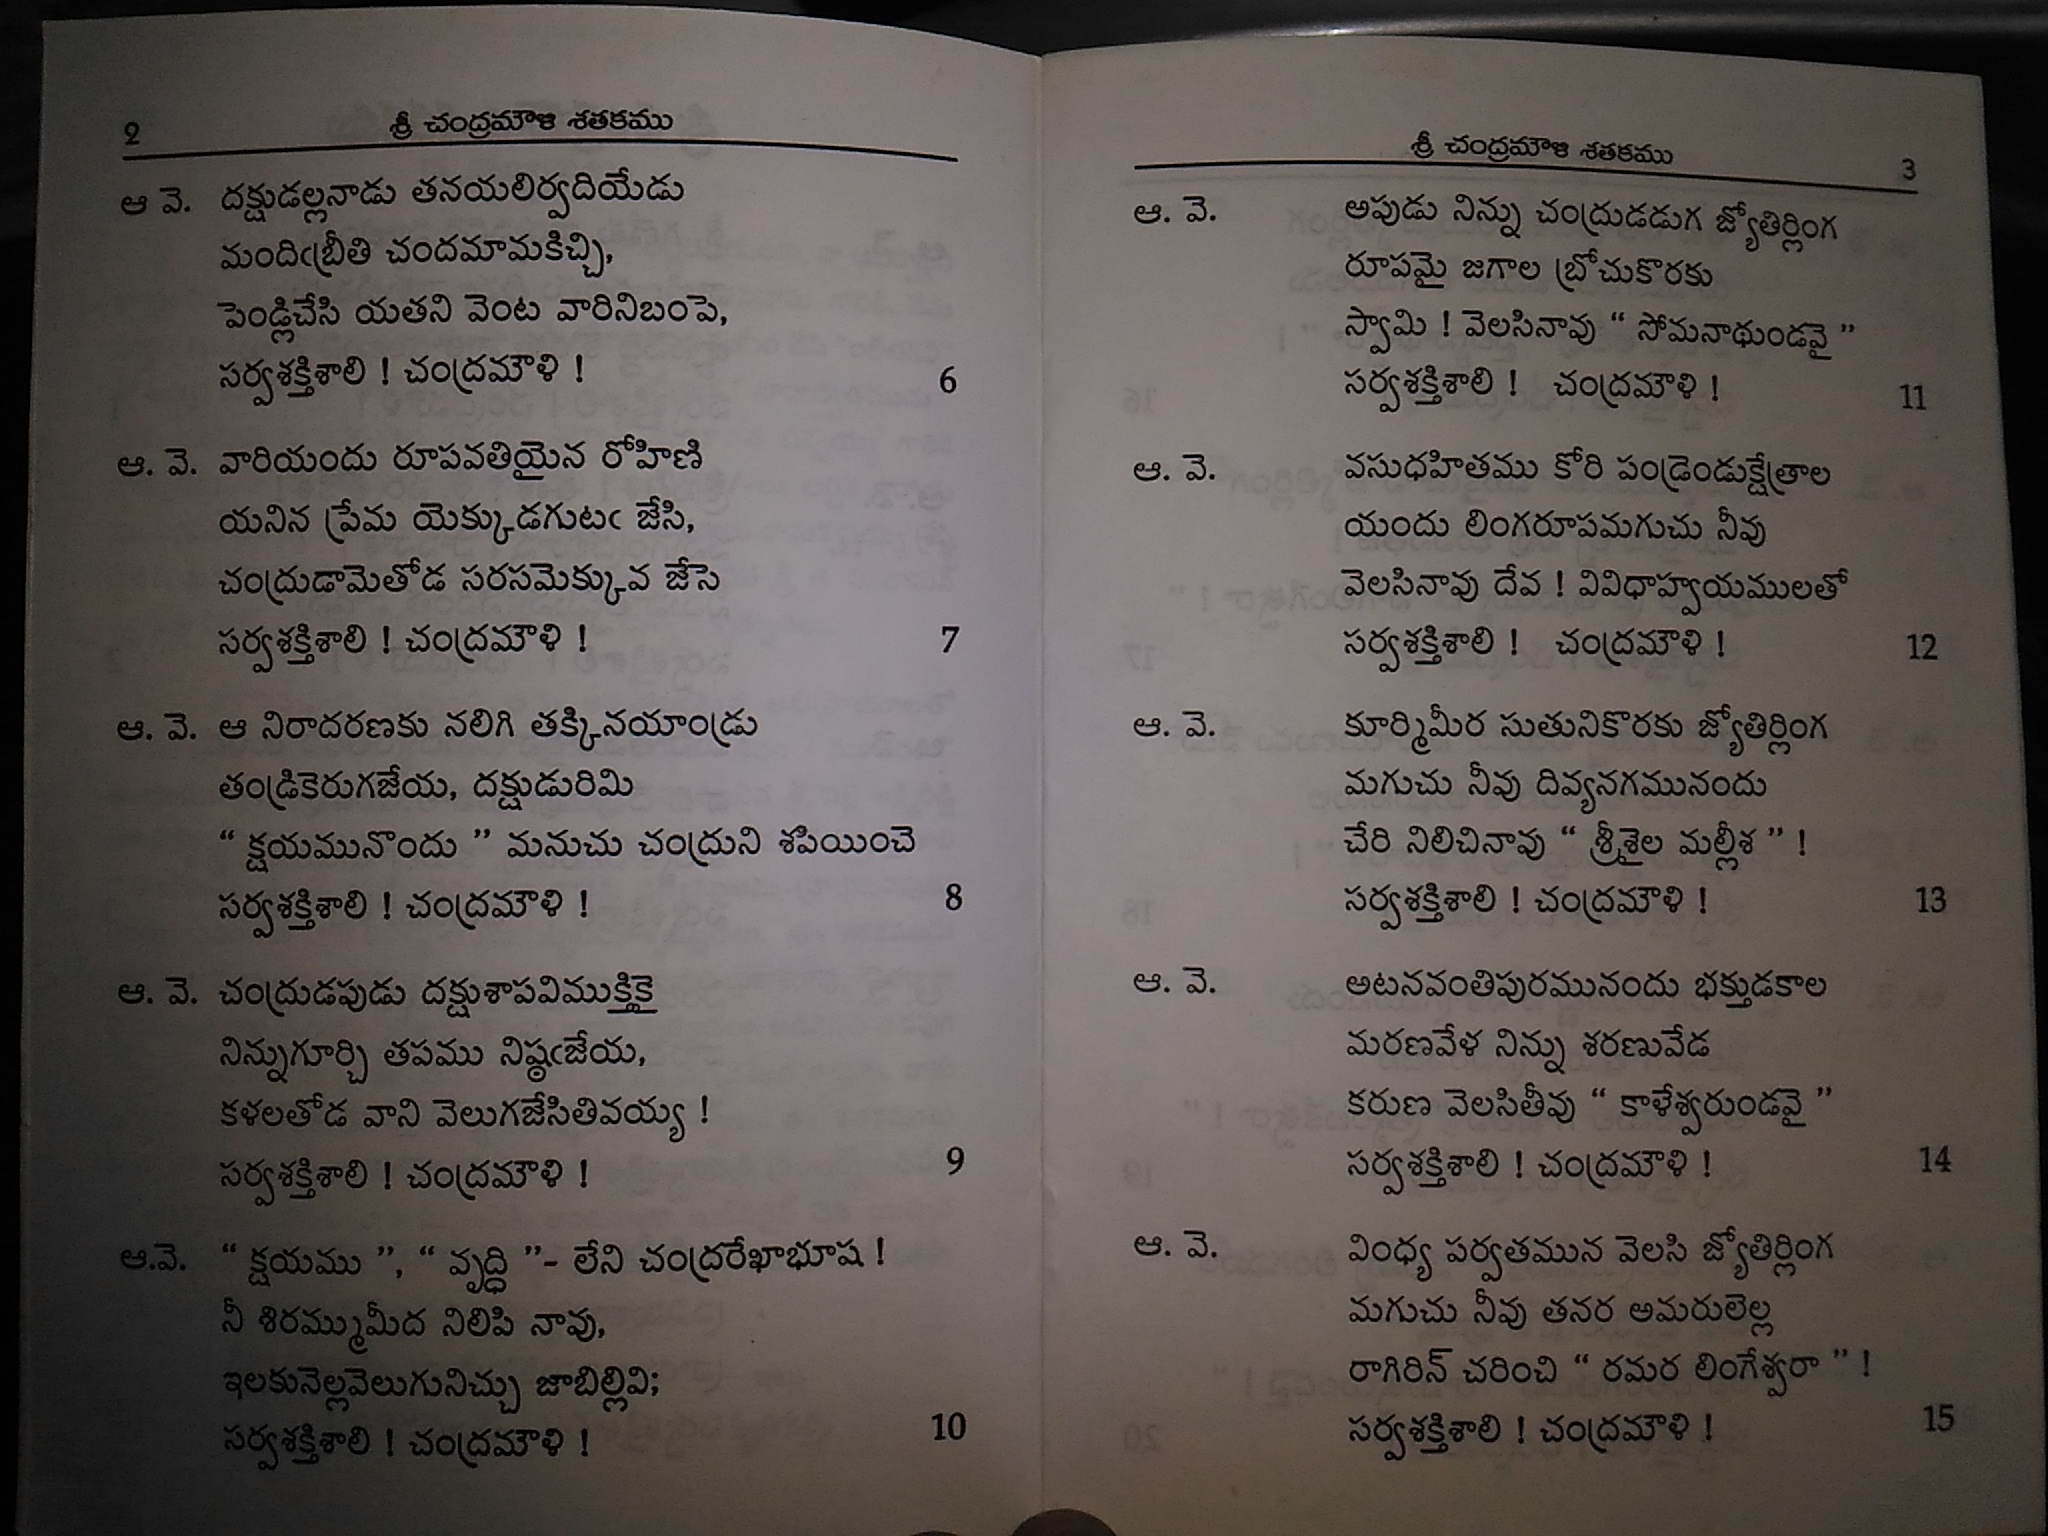 2
శ్రీ చంద్రమౌళి శతకము
ఆ వె. దక్షుడల్లనాడు తనయలిర్వదియేడు
మందిఁబ్రీతి చందమామకిచ్చి,
పెండ్లిచేసి యతని వెంట వారినిబంపె,
సర్వశక్తిశాలి ! చంద్రమౌళి ! 6
ఆ. వె. వారియందు రూపవతియైన రోహిణి
యనిన ప్రేమ యెక్కుడగుటఁ జేసి,
చంద్రుడామెతోడ సరసమెక్కువ జేసె
సర్వశక్తిశాలి ! చంద్రమౌళి ! 7
ఆ. వె. ఆ నిరాదరణకు నలిగి తక్కినయాండ్రు
తండ్రికెరుగజేయ, దక్షుడురిమి
“ క్షయమునొందు ” మనుచు చంద్రుని శపియించె
సర్వశక్తిశాలి ! చంద్రమౌళి ! 8
ఆ. వె. చంద్రుడపుడు దక్షుశాపవిముక్తికై
నిన్నుగూర్చి తపము నిష్ఠఁజేయ,
కళలతోడ వాని వెలుగజేసితివయ్య !
సర్వశక్తిశాలి ! చంద్రమౌళి ! 9
ఆ.వె. “ క్షయము ”, “ వృద్ధి ”- లేని చంద్రరేఖాభూష !
నీ శిరమ్ముమీద నిలిపి నావు,
ఇలకునెల్లవెలుగునిచ్చు జాబిల్లివి;
సర్వశక్తిశాలి ! చంద్రమౌళి ! 10
శ్రీ చంద్రమౌళి శతకము
3
ఆ. వె. అపుడు నిన్ను చంద్రుడడుగ జ్యోతిర్లింగ
రూపమై జగాల బ్రోచుకొరకు
స్వామి ! వెలసినావు “ సోమనాథుండవై ”
సర్వశక్తిశాలి ! చంద్రమౌళి ! 11
ఆ. వె. వసుధహితము కోరి పండ్రెండుక్షేత్రాల
యందు లింగరూపమగుచు నీవు
వెలసినావు దేవ ! వివిధాహ్వయములతో
సర్వశక్తిశాలి ! చంద్రమౌళి ! 12
ఆ. వె. కూర్మిమీర సుతునికొరకు జ్యోతిర్లింగ
మగుచు నీవు దివ్యనగమునందు
చేరి నిలిచినావు “ శ్రీశైల మల్లీశ ” !
సర్వశక్తిశాలి ! చంద్రమౌళి ! 13
ఆ. వె. అటనవంతిపురమునందు భక్తుడకాల
మరణవేళ నిన్ను శరణువేడ
కరుణ వెలసితీవు “ కాళేశ్వరుండవై ”
సర్వశక్తిశాలి ! చంద్రమౌళి ! 14
ఆ. వె. వింధ్య పర్వతమున వెలసి జ్యోతిర్లింగ
మగుచు నీవు తనర అమరులెల్ల
రాగిరిన్ చరించి “ రమర లింగేశ్వరా ” !
సర్వశక్తిశాలి ! చంద్రమౌళి ! 15